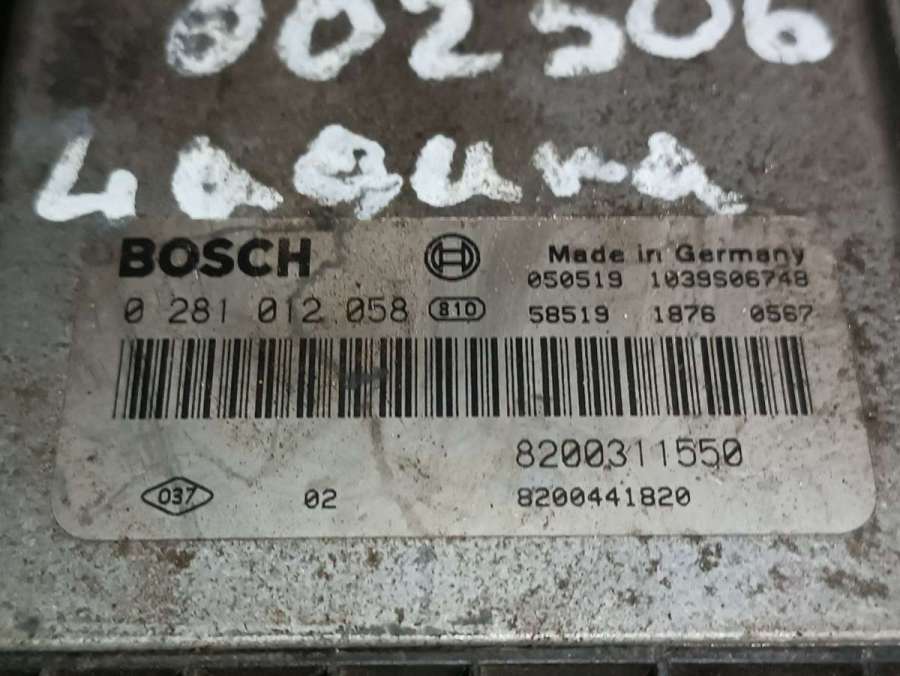 002506
Laguna
BOSCH Made in Germany
050519 1039S06748
0 281 012 058 810 58519 1876 0567
8200311550
037 02 8200441820